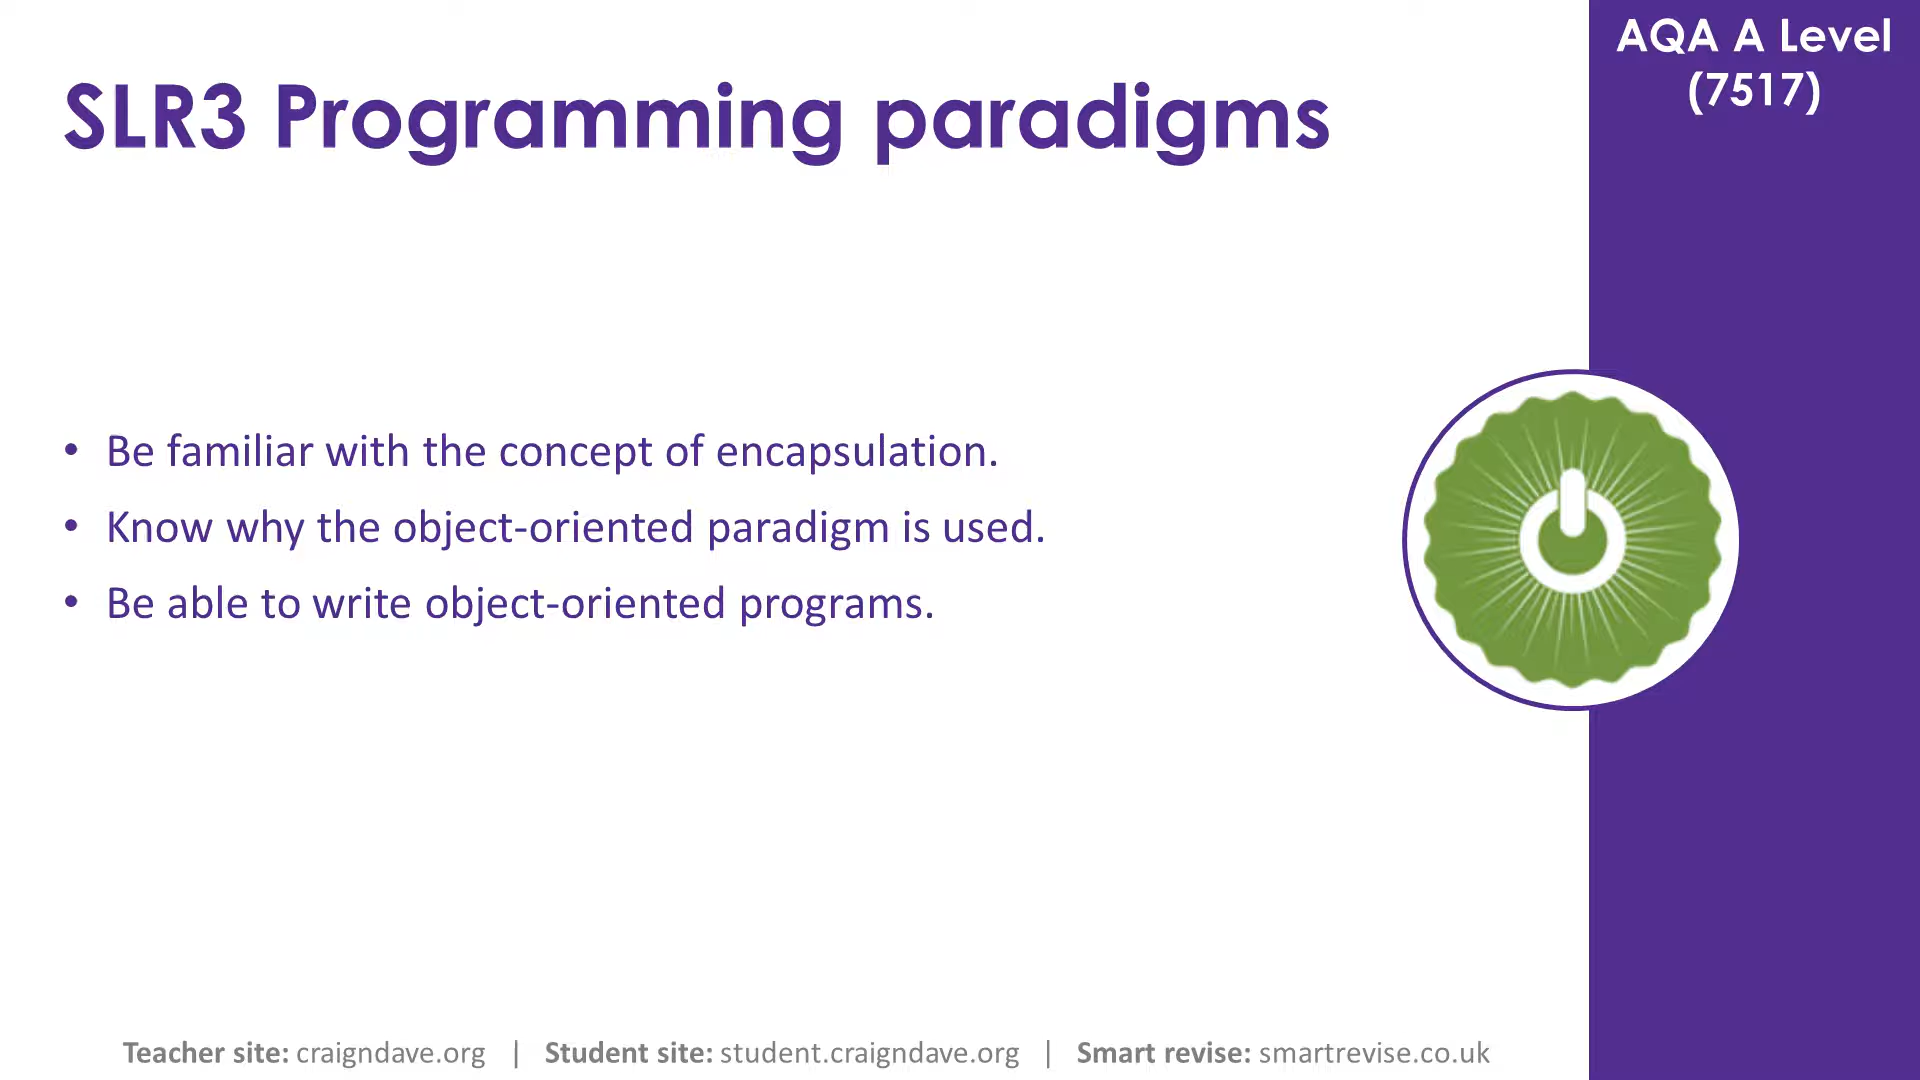 AQA A Level
(7517)
SLR3 Programming paradigms
• Be familiar with the concept of encapsulation.
• Know why the object-oriented paradigm is used.
• Be able to write object-oriented programs.
Teacher site: craigndave.org | Student site: student.craigndave.org | Smart revise: smartrevise.co.uk